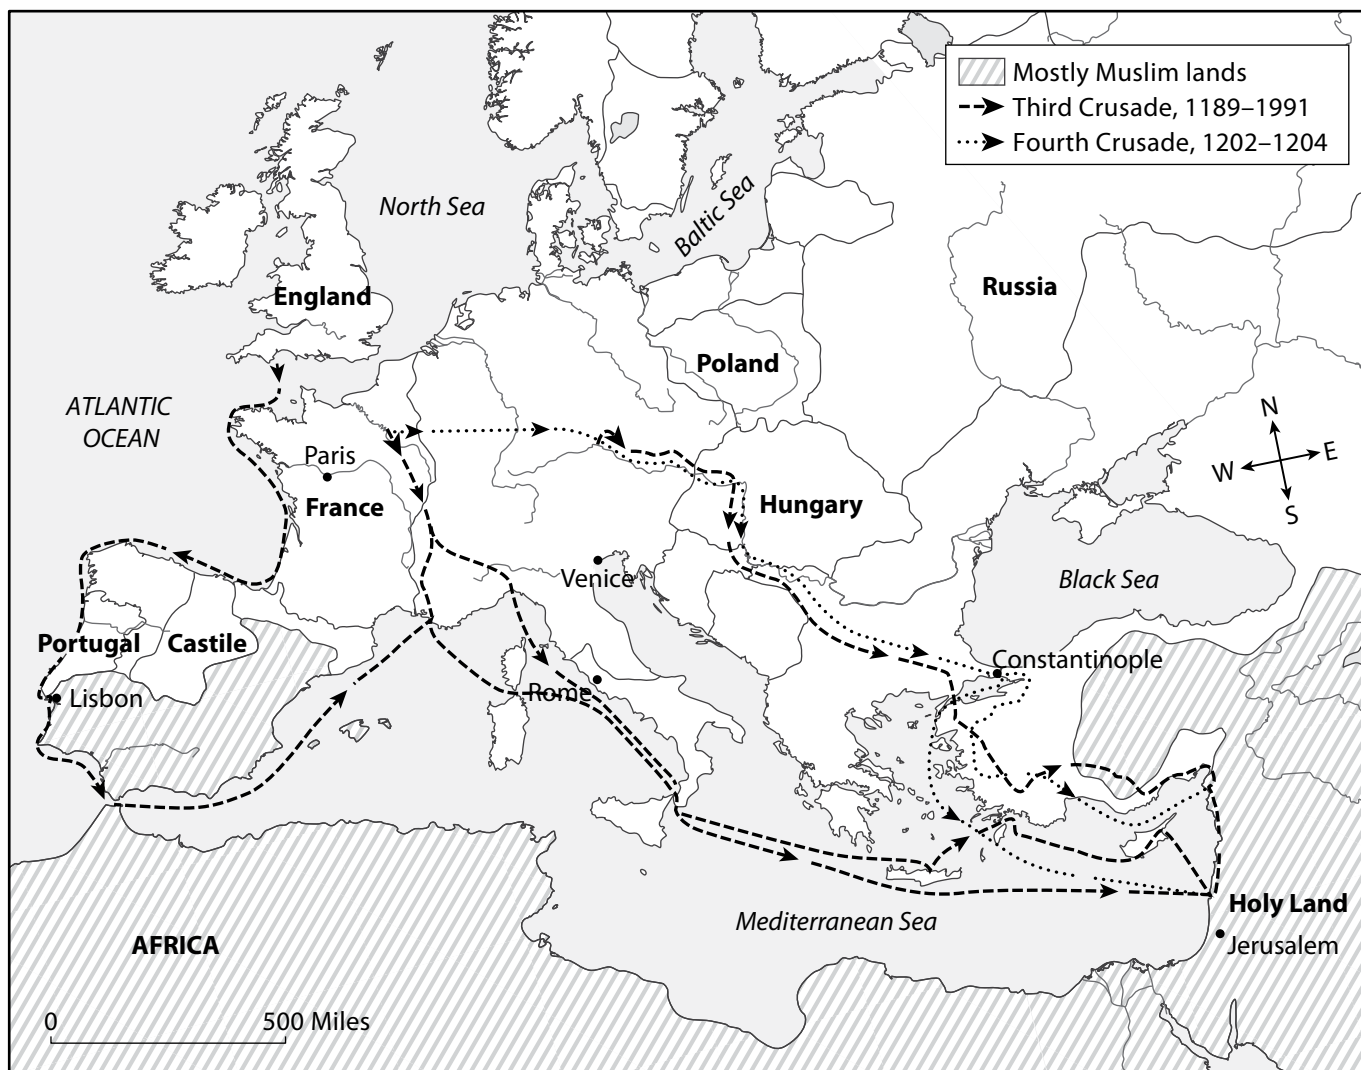 Mostly Muslim lands
Third Crusade, 1189–1991
Fourth Crusade, 1202–1204
North Sea
Baltic Sea
England
Russia
Poland
ATLANTIC
OCEAN
N
W
E
S
Paris
France
Hungary
Venice
Black Sea
Portugal
Castile
Constantinople
Lisbon
Rome
Holy Land
Mediterranean Sea
AFRICA
Jerusalem
0
500 Miles